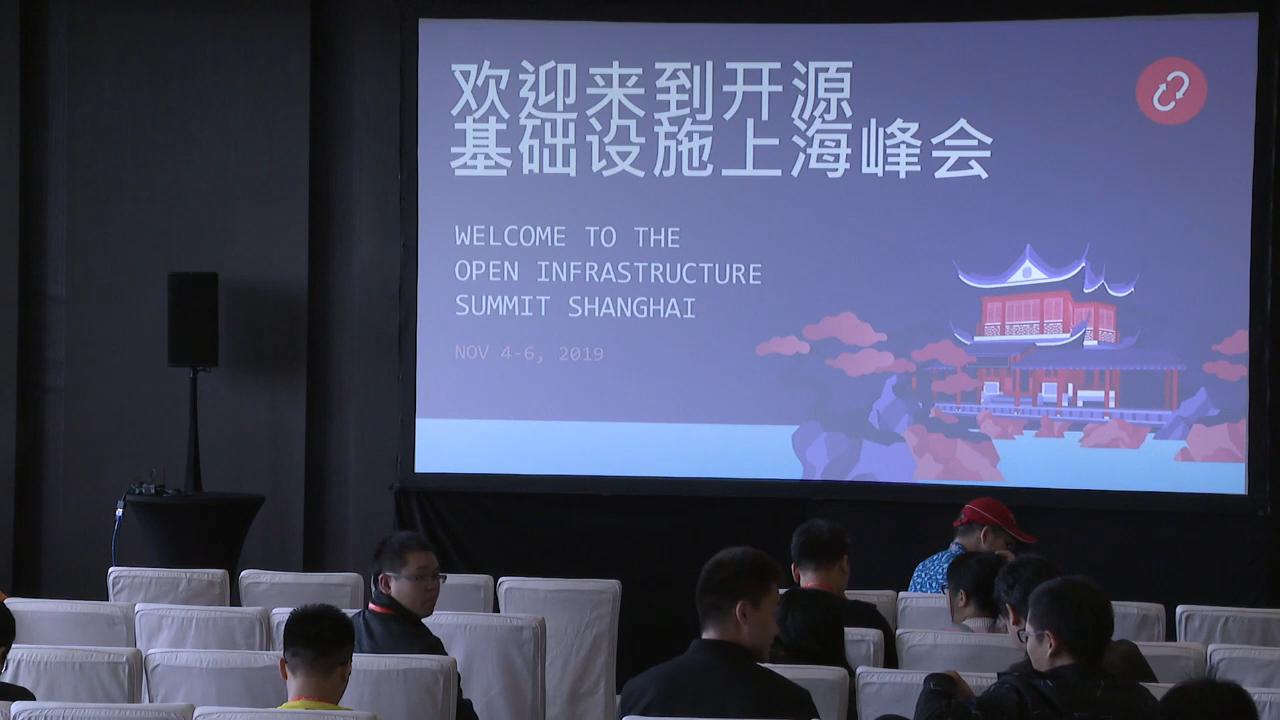 欢迎来到开源
基础设施上海峰会
WELCOME TO THE
OPEN INFRASTRUCTURE
SUMMIT SHANGHAI
NOV 4-6, 2019